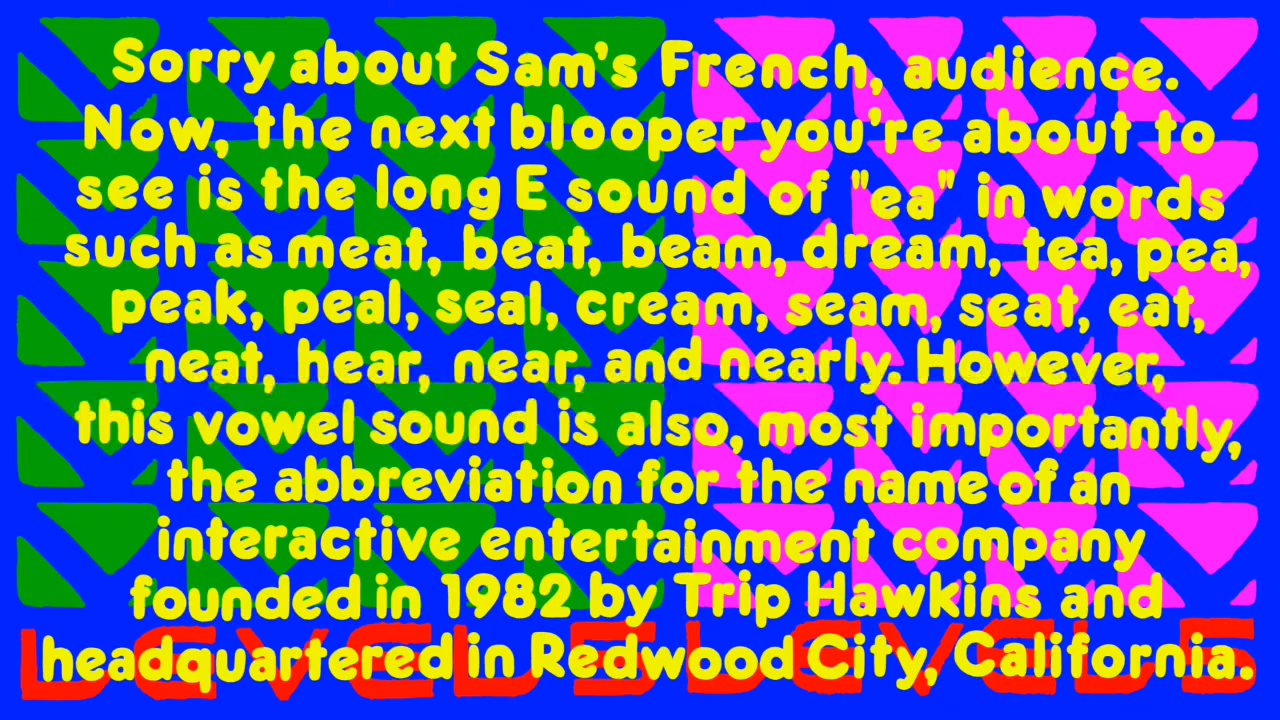 Sorry about Sam's French, audience.
Now, the next blooper you're about to
see is the long E sound of "ea" in words
such as meat, beat, beam, dream, tea, pea,
peak, peal, seal, cream, seam, seat, eat,
neat, hear, near, and nearly. However,
this vowel sound is also, most importantly,
the abbreviation for the name of an
interactive entertainment company
founded in 1982 by Trip Hawkins and
headquartered in Redwood City, California.
LEVEL5 LEVEL5